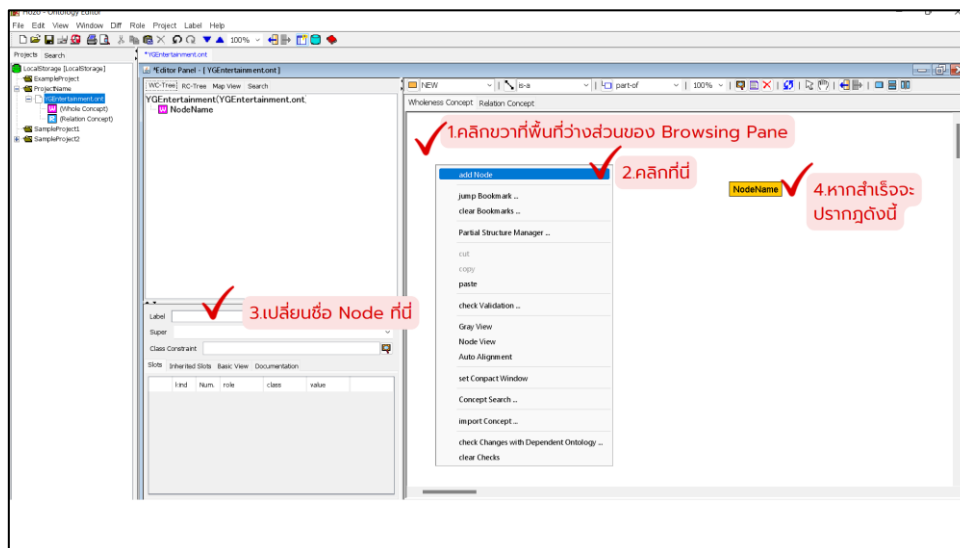 Hozo - Ontology Editor
File Edit View Window Diff Role Project Label Help
100%
Projects Search
*YGEntertainment.ont
LocalStorage [LocalStorage]
ExampleProject
ProjectName
YGEntertainment.ont
W (Whole Concept)
R (Relation Concept)
SampleProject1
SampleProject2
*Editor Panel - [ YGEntertainment.ont ]
WC-Tree RC-Tree Map View Search
YGEntertainment(YGEntertainment.ont
W NodeName
NEW is-a part-of 100%
Wholeness Concept Relation Concept
1.คลิกขวาที่พื้นที่ว่างส่วนของ Browsing Pane
add Node
2.คลิกที่นี่
jump Bookmark ...
clear Bookmarks ...
Partial Structure Manager ...
cut
copy
paste
check Validation ...
Gray View
Node View
Auto Alignment
set Conpact Window
Concept Search ...
import Concept ...
check Changes with Dependent Ontology ...
clear Checks
NodeName
4.หากสำเร็จจะ
ปรากฎดังนี้
3.เปลี่ยนชื่อ Node ที่นี่
Label
Super
Class Constraint
Slots Inherited Slots Basic View Documentation
kind Num. role class value